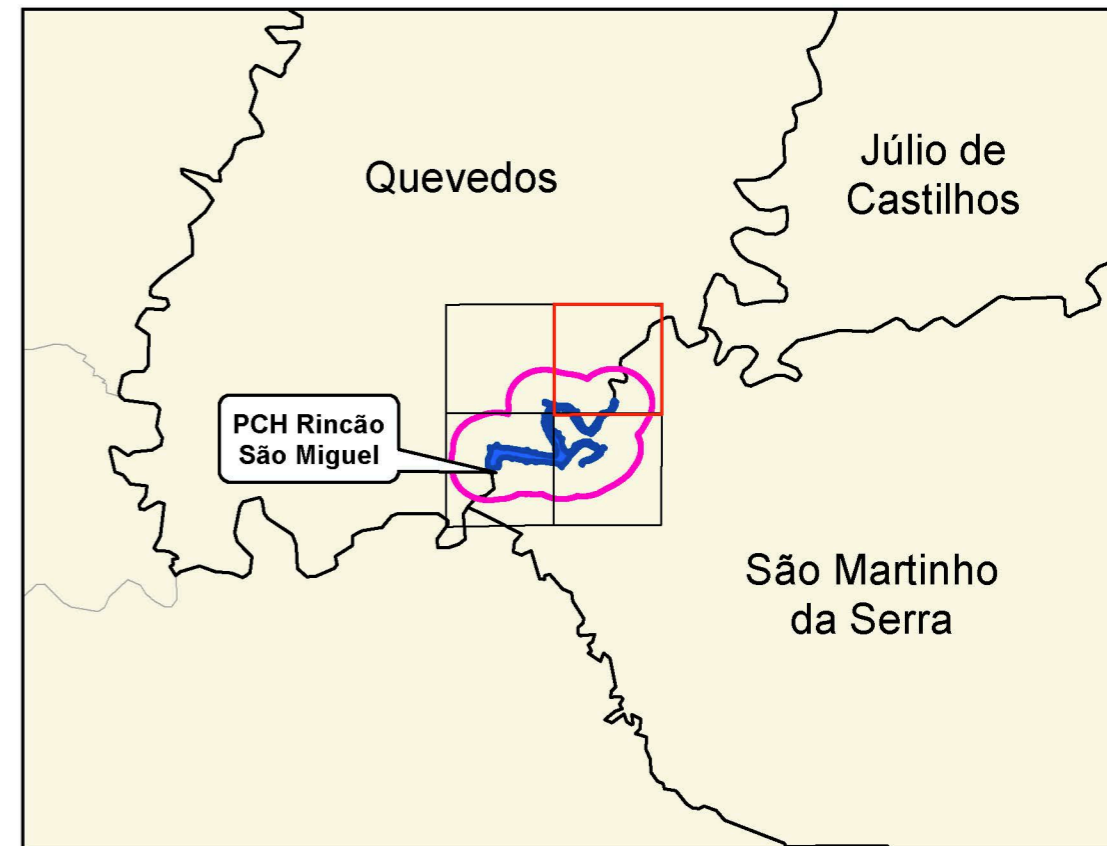 Quevedos
Júlio de
Castilhos
PCH Rincão
São Miguel
São Martinho
da Serra